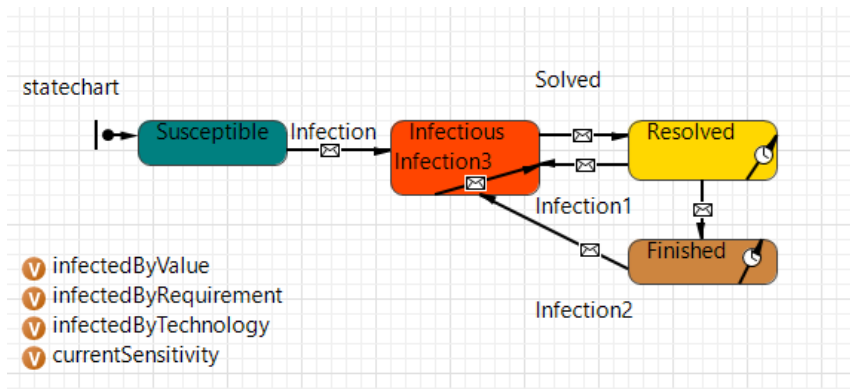 Solved
statechart
Susceptible
Infection
Infectious
Resolved
Infection3
Infection1
Finished
Infection2
V infectedByValue
V infectedByRequirement
V infectedByTechnology
V currentSensitivity